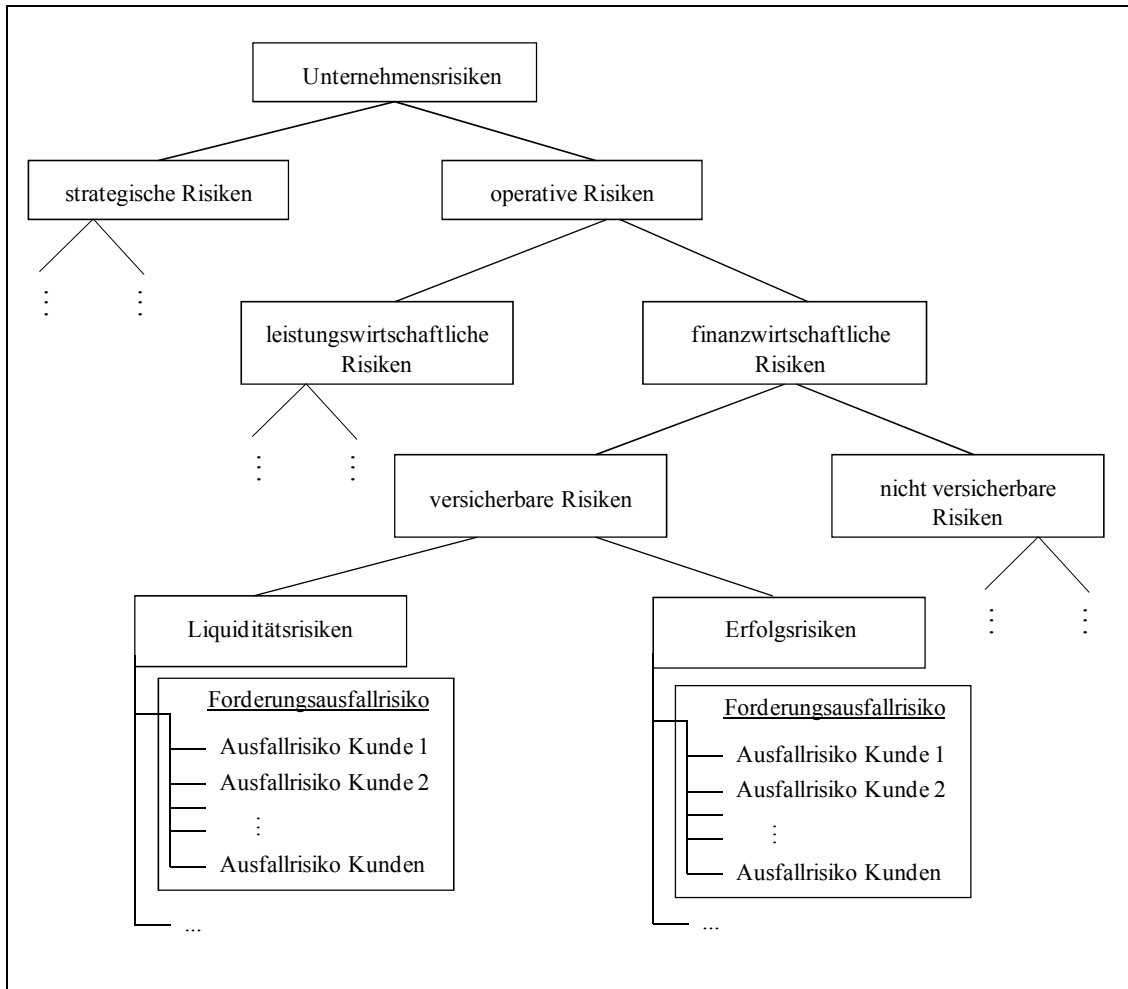 Unternehmensrisiken
strategische Risiken
operative Risiken
leistungswirtschaftliche
Risiken
finanzwirtschaftliche
Risiken
versicherbare Risiken
nicht versicherbare
Risiken
Liquiditätsrisiken
Forderungsausfallrisiko
Ausfallrisiko Kunde 1
Ausfallrisiko Kunde 2
⋮
Ausfallrisiko Kunden
...
Erfolgsrisiken
Forderungsausfallrisiko
Ausfallrisiko Kunde 1
Ausfallrisiko Kunde 2
⋮
Ausfallrisiko Kunden
...